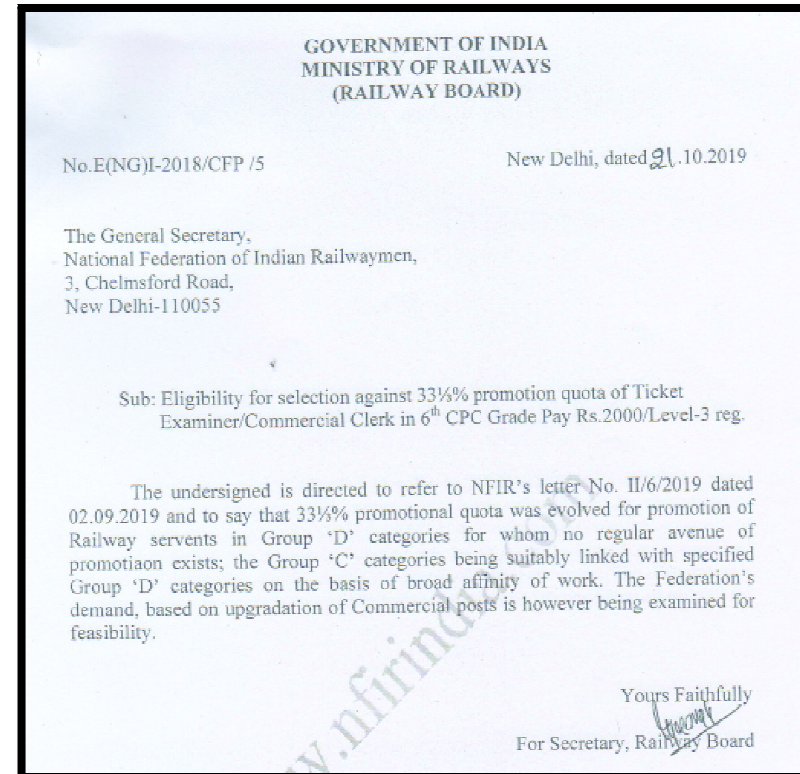 GOVERNMENT OF INDIA
MINISTRY OF RAILWAYS
(RAILWAY BOARD)
No.E(NG)I-2018/CFP /5
New Delhi, dated 21.10.2019
The General Secretary,
National Federation of Indian Railwaymen,
3, Chelmsford Road,
New Delhi-110055
Sub: Eligibility for selection against 33⅓% promotion quota of Ticket
Examiner/Commercial Clerk in 6th CPC Grade Pay Rs.2000/Level-3 reg.
The undersigned is directed to refer to NFIR's letter No. II/6/2019 dated
02.09.2019 and to say that 33⅓% promotional quota was evolved for promotion of
Railway servents in Group 'D' categories for whom no regular avenue of
promotiaon exists; the Group 'C' categories being suitably linked with specified
Group 'D' categories on the basis of broad affinity of work. The Federation's
demand, based on upgradation of Commercial posts is however being examined for
feasibility.
Yours Faithfully
For Secretary, Railway Board
www.nfirindia.com